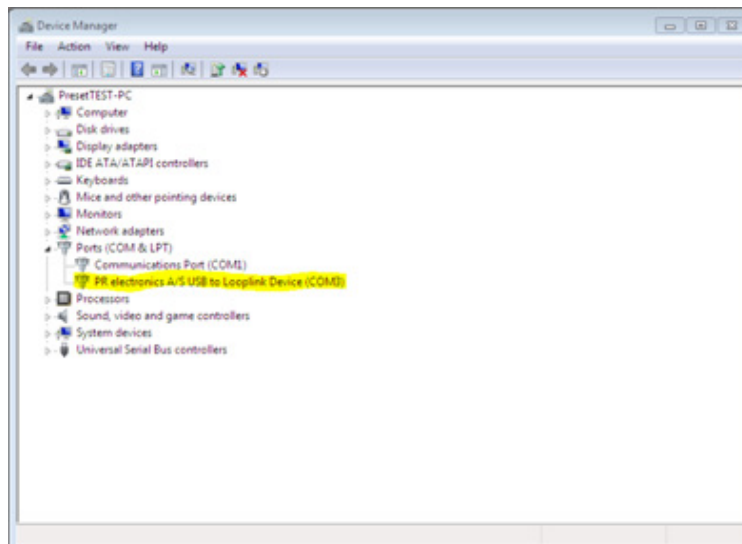 Device Manager
File Action View Help
PresetTEST-PC
Computer
Disk drives
Display adapters
IDE ATA/ATAPI controllers
Keyboards
Mice and other pointing devices
Monitors
Network adapters
Ports (COM & LPT)
Communications Port (COM1)
PR electronics A/S USB to Looplink Device (COM3)
Processors
Sound, video and game controllers
System devices
Universal Serial Bus controllers